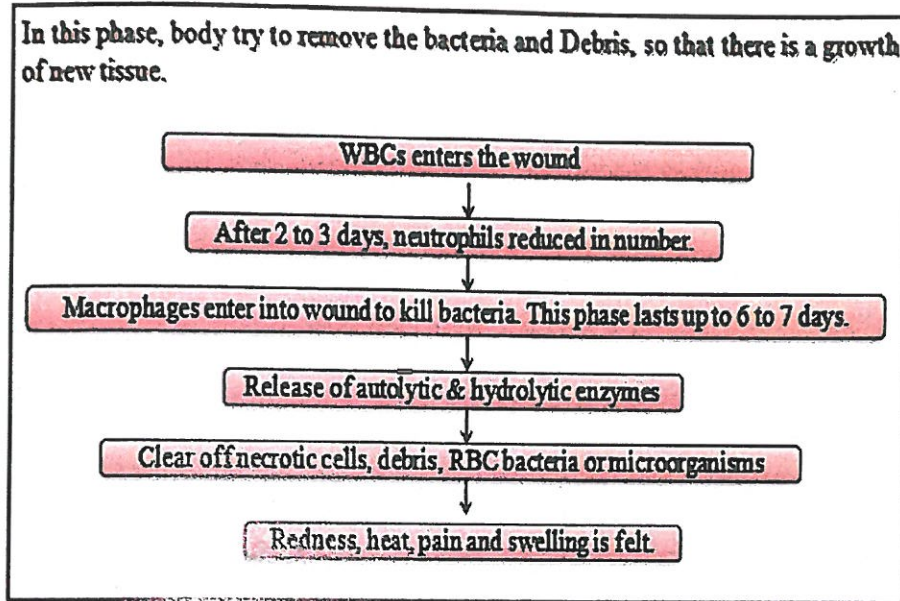 In this phase, body try to remove the bacteria and Debris, so that there is a growth
of new tissue.
WBCs enters the wound
After 2 to 3 days, neutrophils reduced in number.
Macrophages enter into wound to kill bacteria. This phase lasts up to 6 to 7 days.
Release of autolytic & hydrolytic enzymes
Clear off necrotic cells, debris, RBC bacteria or microorganisms
Redness, heat, pain and swelling is felt.